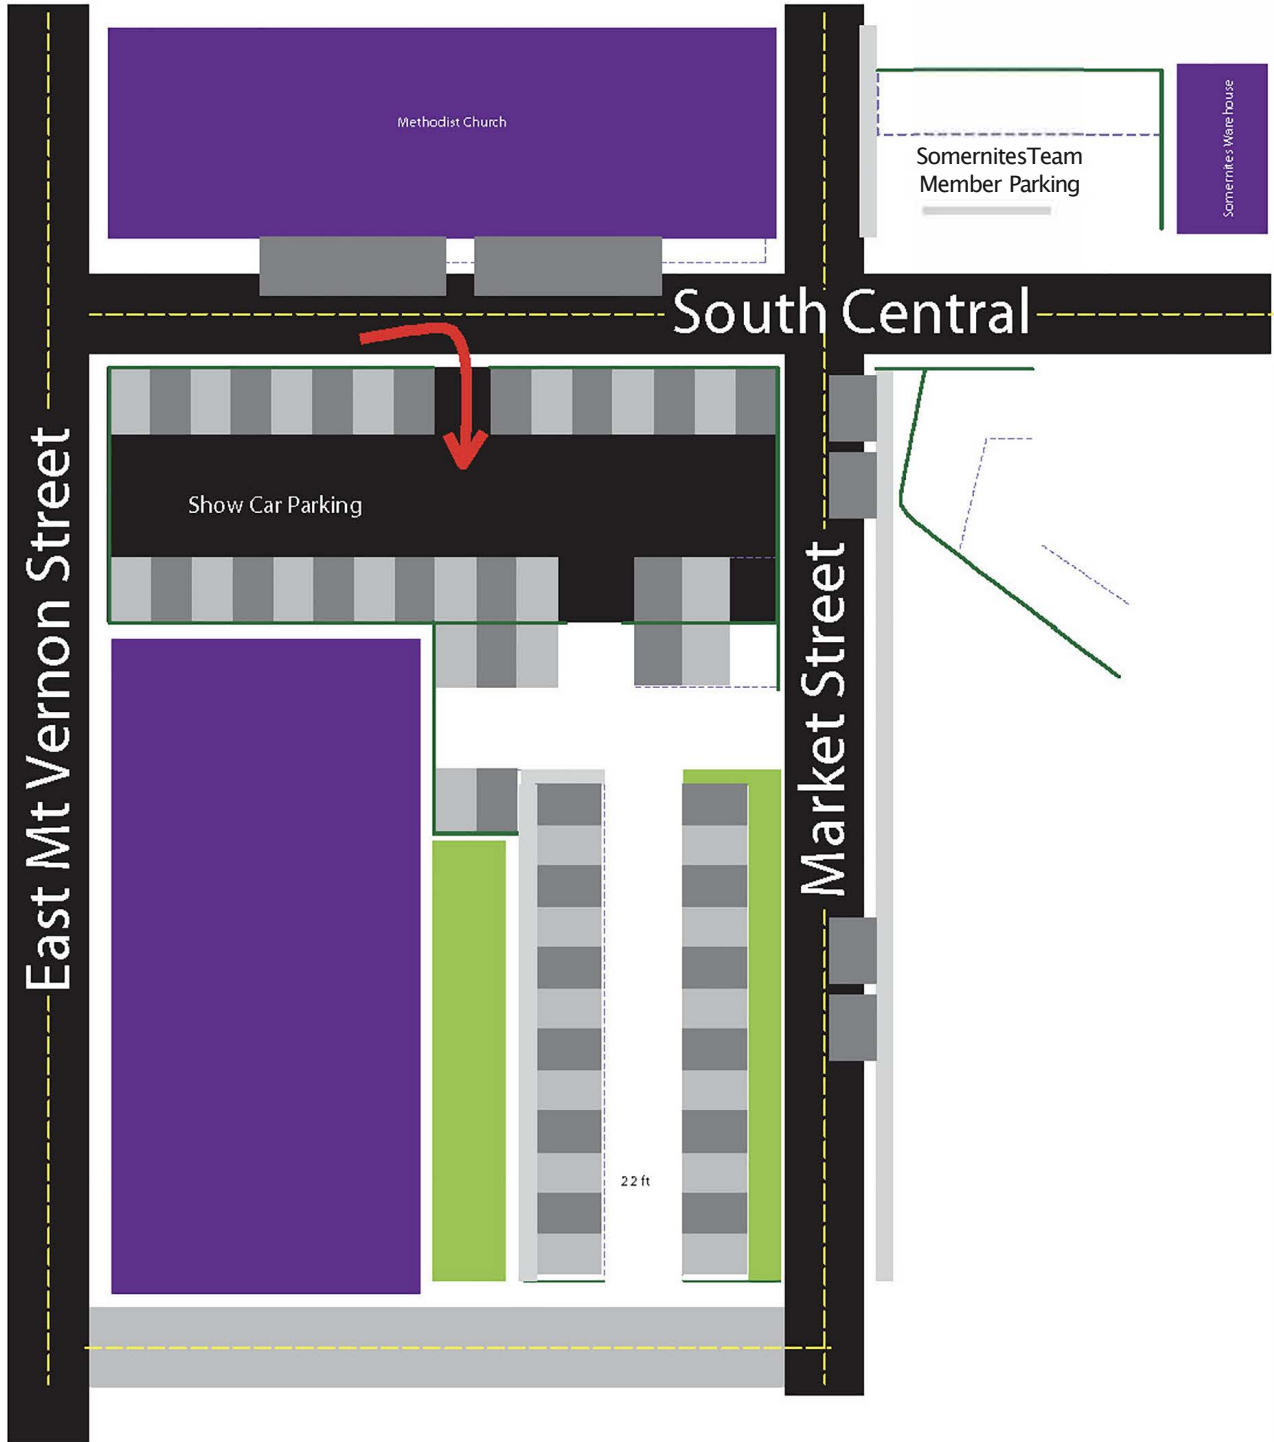 Methodist Church
SomernitesTeam
Member Parking
Somernites Warehouse
South Central
Show Car Parking
East Mt Vernon Street
Market Street
22 ft